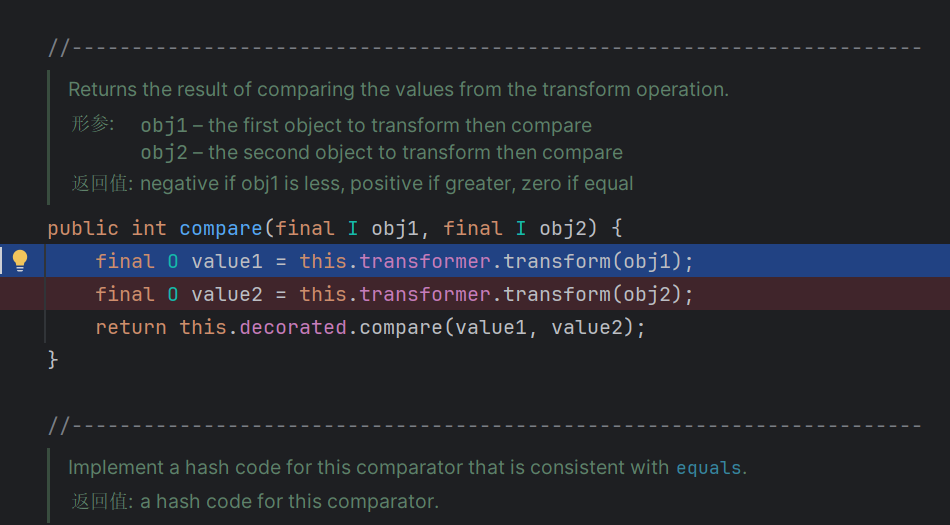 //-----------------------------------------------------------------------
Returns the result of comparing the values from the transform operation.
形参: obj1 – the first object to transform then compare
obj2 – the second object to transform then compare
返回值: negative if obj1 is less, positive if greater, zero if equal
public int compare(final I obj1, final I obj2) {
final O value1 = this.transformer.transform(obj1);
final O value2 = this.transformer.transform(obj2);
return this.decorated.compare(value1, value2);
}
//-----------------------------------------------------------------------
Implement a hash code for this comparator that is consistent with equals.
返回值: a hash code for this comparator.